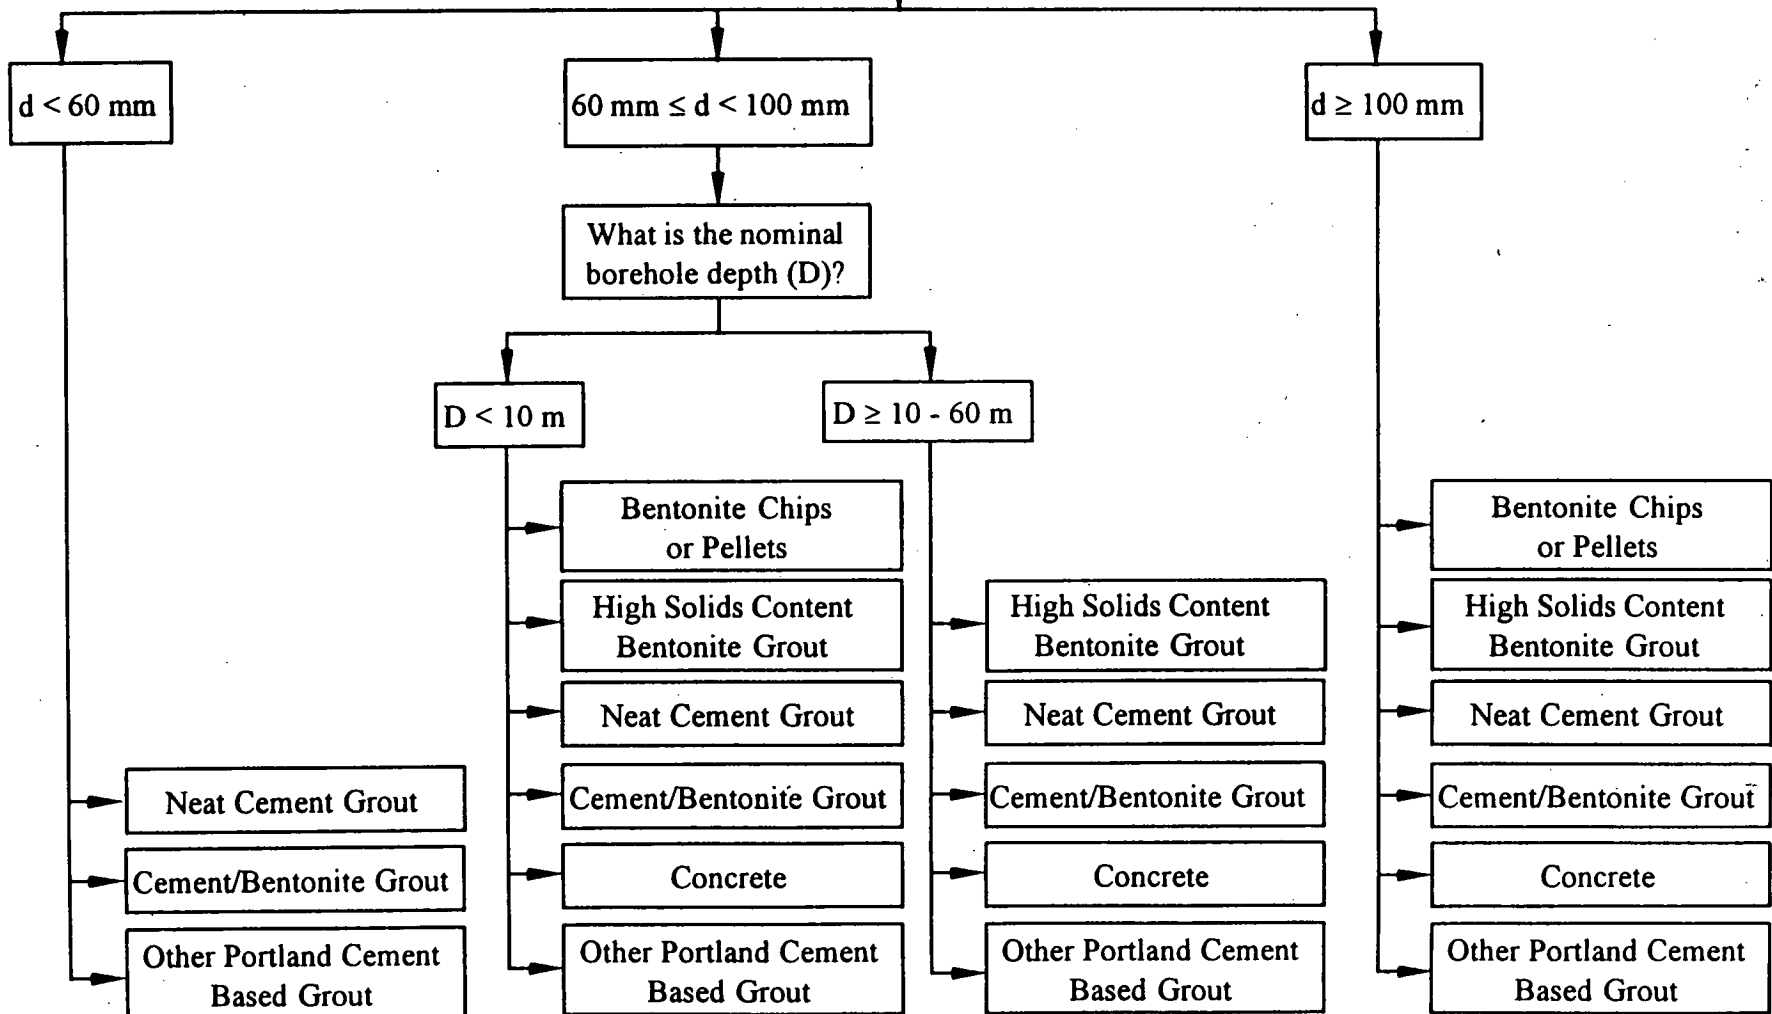 d < 60 mm
60 mm ≤ d < 100 mm
d ≥ 100 mm
What is the nominal
borehole depth (D)?
D < 10 m
D ≥ 10 - 60 m
Neat Cement Grout
Cement/Bentonite Grout
Other Portland Cement
Based Grout
Bentonite Chips
or Pellets
High Solids Content
Bentonite Grout
Neat Cement Grout
Cement/Bentonite Grout
Concrete
Other Portland Cement
Based Grout
High Solids Content
Bentonite Grout
Neat Cement Grout
Cement/Bentonite Grout
Concrete
Other Portland Cement
Based Grout
Bentonite Chips
or Pellets
High Solids Content
Bentonite Grout
Neat Cement Grout
Cement/Bentonite Grout
Concrete
Other Portland Cement
Based Grout